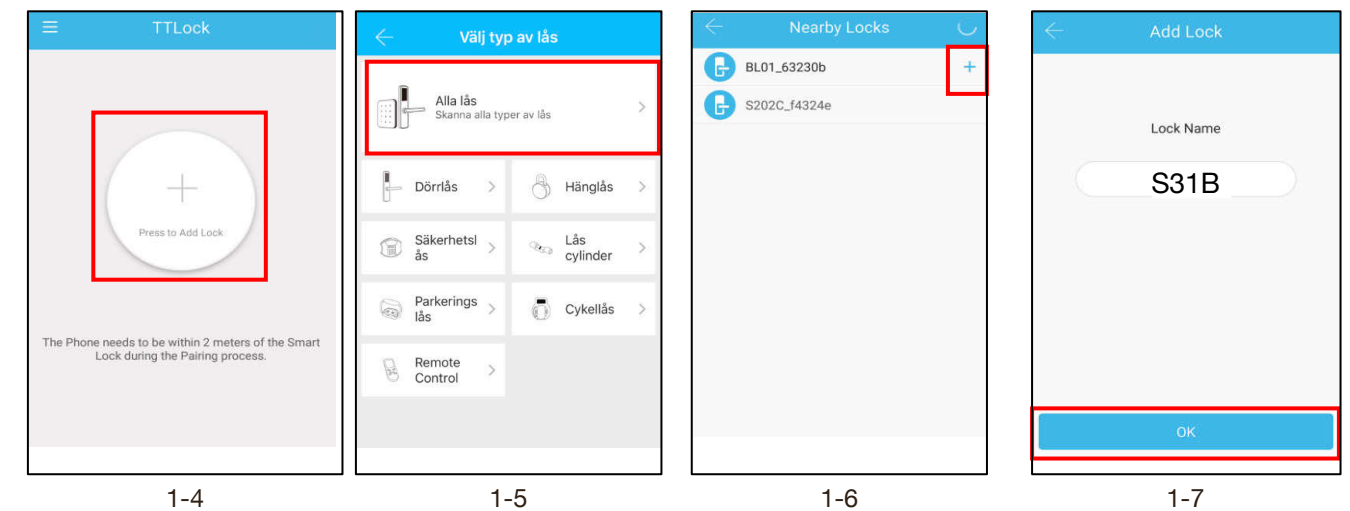 TTLock
Press to Add Lock
The Phone needs to be within 2 meters of the Smart
Lock during the Pairing process.
1-4
Välj typ av lås
Alla lås
Skanna alla typer av lås
Dörrlås
Hänglås
Säkerhetsl
ås
Lås
cylinder
Parkerings
lås
Cykellås
Remote
Control
1-5
Nearby Locks
BL01_63230b
S202C_f4324e
1-6
Add Lock
Lock Name
S31B
OK
1-7